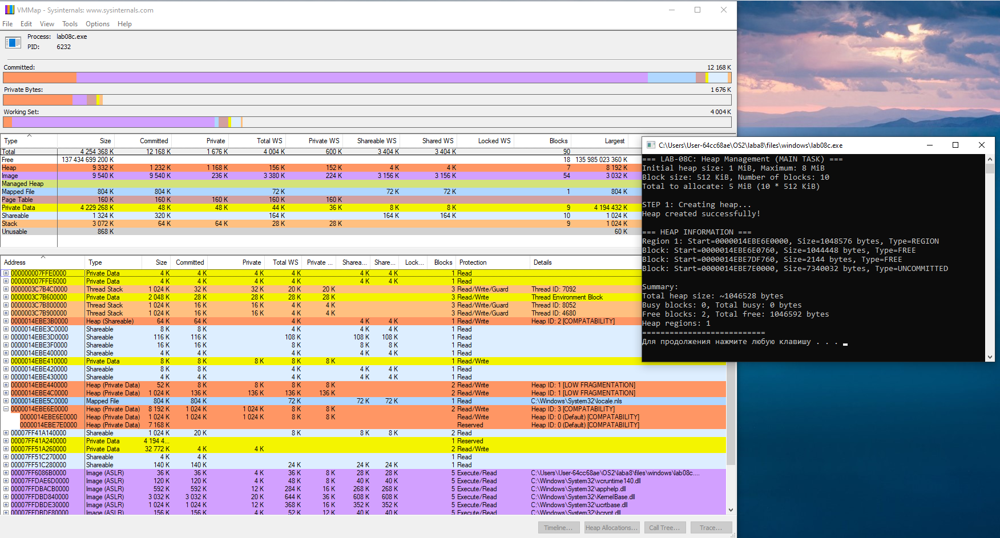 VMMap - Sysinternals: www.sysinternals.com
File Edit View Tools Options Help
Process: lab08c.exe
PID: 6232
Committed: 12 168 K
Private Bytes: 1 676 K
Working Set: 4 004 K
Type Size Committed Private Total WS Private WS Shareable WS Shared WS Locked WS Blocks Largest
Total 4 254 368 K 12 168 K 1 676 K 4 004 K 600 K 3 404 K 3 404 K 90
Free 137 434 699 200 K 18 135 985 023 360 K
Heap 9 332 K 1 232 K 1 168 K 156 K 152 K 4 K 4 K 7 8 192 K
Image 9 540 K 9 540 K 236 K 3 380 K 224 K 3 156 K 3 156 K 54 3 032 K
Managed Heap
Mapped File 804 K 804 K 72 K 72 K 72 K 1 804 K
Page Table 160 K 160 K 160 K 160 K 160 K
Private Data 4 229 268 K 48 K 48 K 44 K 36 K 8 K 8 K 9 4 194 432 K
Shareable 1 324 K 320 K 164 K 164 K 164 K 10 1 024 K
Stack 3 072 K 64 K 64 K 28 K 28 K 9 1 024 K
Unusable 868 K 60 K
Address Type Size Committed Private Total WS Private ... Sharea... Share... Lock... Blocks Protection Details
000000007FFE0000 Private Data 4 K 4 K 4 K 4 K 4 K 4 K 1 Read
000000007FFE6000 Private Data 4 K 4 K 4 K 4 K 4 K 4 K 1 Read
0000003C7B4C0000 Thread Stack 1 024 K 32 K 32 K 20 K 20 K 3 Read/Write/Guard Thread ID: 7092
0000003C7B600000 Private Data 2 048 K 28 K 28 K 28 K 28 K 3 Read/Write Thread Environment Block
0000003C7B800000 Thread Stack 1 024 K 16 K 16 K 4 K 4 K 3 Read/Write/Guard Thread ID: 8052
0000003C7B900000 Thread Stack 1 024 K 16 K 16 K 4 K 4 K 3 Read/Write/Guard Thread ID: 4680
0000014EBE3B0000 Heap (Shareable) 64 K 64 K 4 K 4 K 4 K 1 Read/Write Heap ID: 2 [COMPATABILITY]
0000014EBE3C0000 Shareable 8 K 8 K 4 K 4 K 4 K 1 Read
0000014EBE3D0000 Shareable 116 K 116 K 108 K 108 K 108 K 1 Read
0000014EBE3F0000 Shareable 16 K 16 K 8 K 8 K 8 K 1 Read
0000014EBE400000 Shareable 4 K 4 K 4 K 4 K 4 K 1 Read
0000014EBE410000 Private Data 8 K 8 K 8 K 8 K 8 K 1 Read/Write
0000014EBE420000 Shareable 8 K 8 K 4 K 4 K 4 K 1 Read
0000014EBE430000 Shareable 4 K 4 K 4 K 4 K 4 K 1 Read
0000014EBE440000 Heap (Private Data) 52 K 8 K 8 K 8 K 8 K 2 Read/Write Heap ID: 1 [LOW FRAGMENTATION]
0000014EBE4C0000 Heap (Private Data) 1 024 K 136 K 136 K 136 K 136 K 2 Read/Write Heap ID: 1 [LOW FRAGMENTATION]
0000014EBE5C0000 Mapped File 804 K 804 K 72 K 72 K 72 K 1 Read C:\Windows\System32\locale.nls
0000014EBE6E0000 Heap (Private Data) 8 192 K 1 024 K 1 024 K 8 K 8 K 2 Read/Write Heap ID: 3 [COMPATABILITY]
0000014EBE6E0000 Heap (Private Data) 1 024 K 1 024 K 1 024 K 8 K 8 K Read/Write Heap ID: 0 (Default) [COMPATABILITY]
0000014EBE7E0000 Heap (Private Data) 7 168 K Reserved Heap ID: 0 (Default) [COMPATABILITY]
00007FF41A140000 Shareable 1 024 K 20 K 8 K 8 K 8 K 2 Read
00007FF41A240000 Private Data 4 194 4... 1 Reserved
00007FF51A260000 Private Data 32 772 K 4 K 4 K 2 Read/Write
00007FF51C270000 Shareable 4 K 4 K 1 Read
00007FF51C280000 Shareable 140 K 140 K 24 K 24 K 24 K 1 Read
00007FF6086B0000 Image (ASLR) 36 K 36 K 4 K 36 K 8 K 28 K 28 K 5 Execute/Read C:\Users\User-64cc68ae\OS2\laba8\files\windows\lab08c....
00007FFDAE6D0000 Image (ASLR) 120 K 120 K 4 K 48 K 8 K 40 K 40 K 5 Execute/Read C:\Windows\System32\vcruntime140.dll
00007FFDBACB0000 Image (ASLR) 592 K 592 K 12 K 284 K 16 K 268 K 268 K 5 Execute/Read C:\Windows\System32\apphelp.dll
00007FFDBD840000 Image (ASLR) 3 032 K 3 032 K 20 K 644 K 36 K 608 K 608 K 5 Execute/Read C:\Windows\System32\KernelBase.dll
00007FFDBDE30000 Image (ASLR) 1 024 K 1 024 K 12 K 368 K 16 K 352 K 352 K 5 Execute/Read C:\Windows\System32\ucrtbase.dll
00007FFDBDF80000 Image (ASLR) 156 K 156 K 4 K 52 K 12 K 40 K 40 K 5 Execute/Read C:\Windows\System32\bcrypt.dll
Timeline... Heap Allocations... Call Tree... Trace...
C:\Users\User-64cc68ae\OS2\laba8\files\windows\lab08c.exe
=== LAB-08C: Heap Management (MAIN TASK) ===
Initial heap size: 1 MiB, Maximum: 8 MiB
Block size: 512 KiB, Number of blocks: 10
Total to allocate: 5 MiB (10 * 512 KiB)
STEP 1: Creating heap...
Heap created successfully!
=== HEAP INFORMATION ===
Region 1: Start=0000014EBE6E0000, Size=1048576 bytes, Type=REGION
Block: Start=0000014EBE6E0760, Size=1044448 bytes, Type=FREE
Block: Start=0000014EBE7DF760, Size=2144 bytes, Type=FREE
Block: Start=0000014EBE7E0000, Size=7340032 bytes, Type=UNCOMMITTED
Summary:
Total heap size: ~1046528 bytes
Busy blocks: 0, Total busy: 0 bytes
Free blocks: 2, Total free: 1046592 bytes
Heap regions: 1
===========================
Для продолжения нажмите любую клавишу . . .